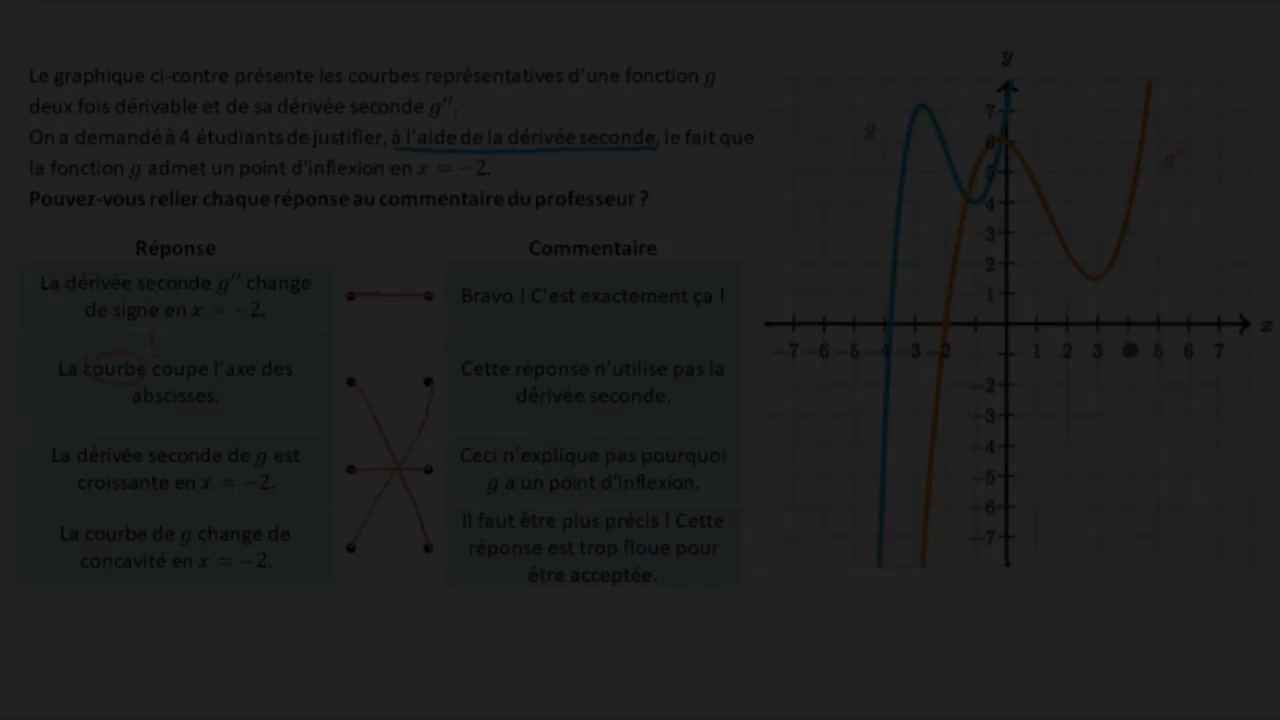 Le graphique ci-contre présente les courbes représentatives d'une fonction g
deux fois dérivable et de sa dérivée seconde g''.
On a demandé à 4 étudiants de justifier, à l'aide de la dérivée seconde, le fait que
la fonction g admet un point d'inflexion en x = −2.
Pouvez-vous relier chaque réponse au commentaire du professeur ?
Réponse Commentaire
La dérivée seconde g'' change
de signe en x = −2.
Bravo ! C'est exactement ça !
La courbe coupe l'axe des
abscisses.
Cette réponse n'utilise pas la
dérivée seconde.
La dérivée seconde de g est
croissante en x = −2.
Ceci n'explique pas pourquoi
g a un point d'inflexion.
La courbe de g change de
concavité en x = −2.
Il faut être plus précis ! Cette
réponse est trop floue pour
être acceptée.
y
g
g''
7
6
5
4
3
2
1
−7 −6 −5 −4 −3 −2 1 2 3 5 6 7
−2
−3
−4
−5
−6
−7